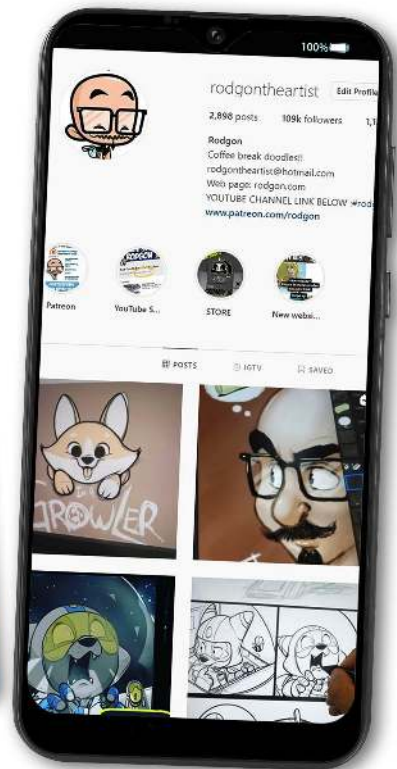 100%
rodgontheartist Edit Profile
2,898 posts 109k followers
Rodgon
Coffee break doodles!!
rodgontheartist@hotmail.com
Web page: rodgon.com
YOUTUBE CHANNEL LINK BELOW
www.patreon.com/rodgon
RODGON
Patreon YouTube S... STORE New websi...
POSTS IGTV SAVED
GROWLER